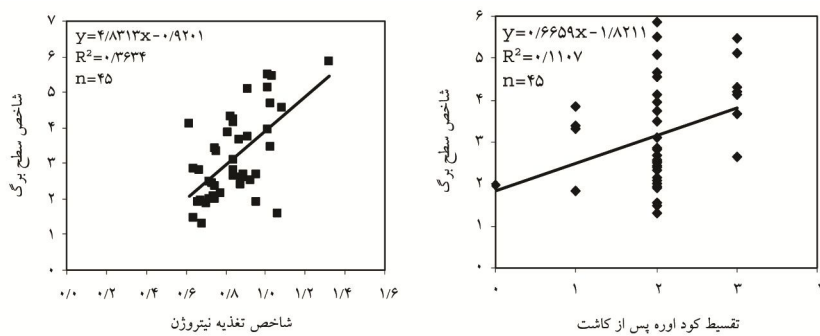 y=۴/۸۳۱۳x-۰/۹۲۰۱
R²=۰/۳۶۳۴
n=۴۵
شاخص سطح برگ
۷
۶
۵
۴
۳
۲
۱
۰
۰/۰ ۰/۲ ۰/۴ ۰/۶ ۰/۸ ۱/۰ ۱/۲ ۱/۴ ۱/۶
شاخص تغذیه نیتروژن
y=۰/۶۶۵۹x-۱/۸۲۱۱
R²=۰/۱۱۰۷
n=۴۵
شاخص سطح برگ
۶
۵
۴
۳
۲
۱
۰
۰ ۱ ۲ ۳
تقسیط کود اوره پس از کاشت